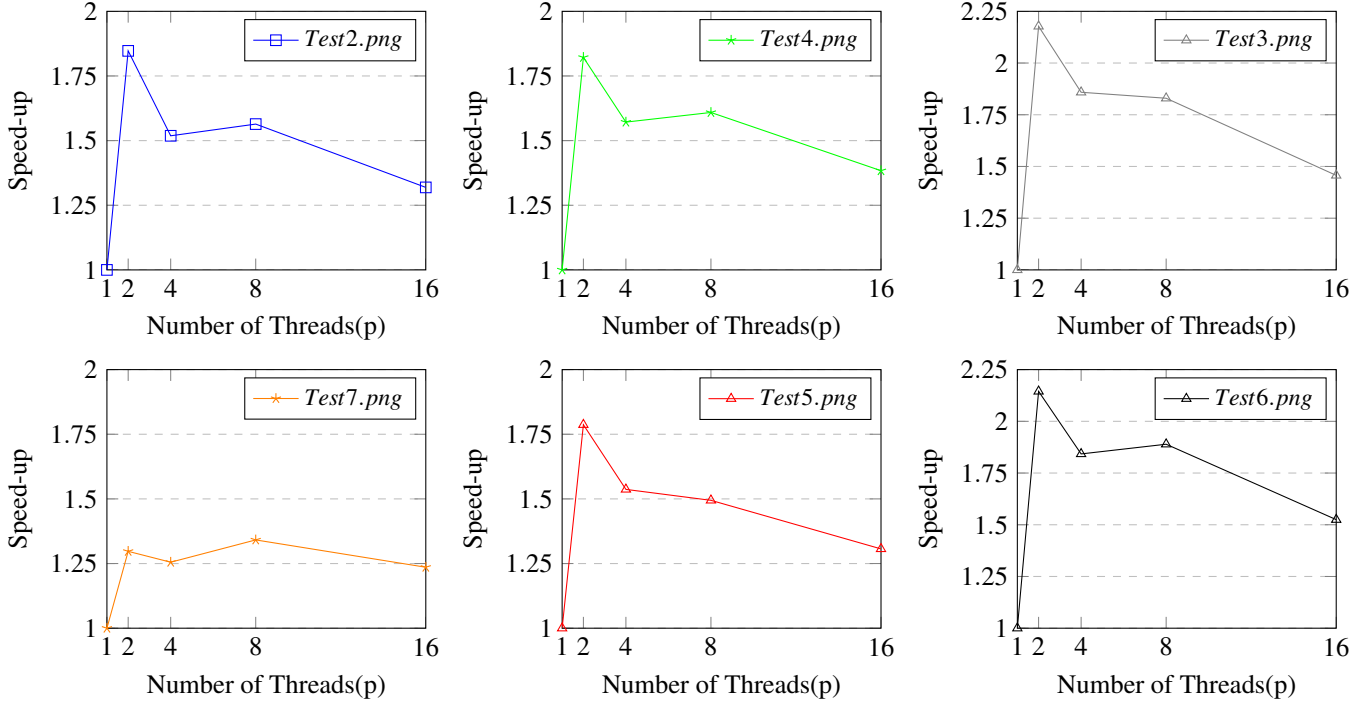 2
1.75
1.5
1.25
1
Speed-up
1 2 4 8 16
Number of Threads(p)
Test2.png
2
1.75
1.5
1.25
1
Speed-up
1 2 4 8 16
Number of Threads(p)
Test4.png
2.25
2
1.75
1.5
1.25
1
Speed-up
1 2 4 8 16
Number of Threads(p)
Test3.png
2
1.75
1.5
1.25
1
Speed-up
1 2 4 8 16
Number of Threads(p)
Test7.png
2
1.75
1.5
1.25
1
Speed-up
1 2 4 8 16
Number of Threads(p)
Test5.png
2.25
2
1.75
1.5
1.25
1
Speed-up
1 2 4 8 16
Number of Threads(p)
Test6.png